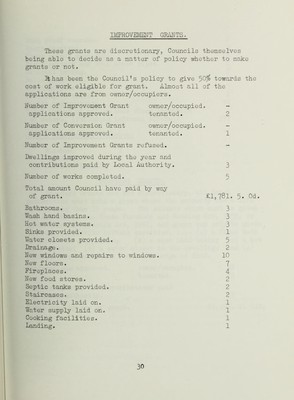 IMPROVEMENT GRANTS.
These grants are discretionary, Councils themselves
being able to decide as a matter of policy whether to make
grants or not.
It has been the Council's policy to give 50% towards the
cost of work eligible for grant. Almost all of the
applications are from owner/occupiers.
Number of Improvement Grant owner/occupied. -
applications approved. tenanted. 2
Number of Conversion Grant owner/occupied. -
applications approved. tenanted. 1
Number of Improvement Grants refused. -
Dwellings improved during the year and
contributions paid by Local Authority. 3
Number of works completed. 5
Total amount Council have paid by way
of grant. £1,781. 5. 0d.
Bathrooms. 3
Wash hand basins. 3
Hot water systems. 3
Sinks provided. 1
Water closets provided. 5
Drainage. 2
New windows and repairs to windows. 10
New floors. 7
Fireplaces. 4
New food stores. 2
Septic tanks provided. 2
Staircases. 2
Electricity laid on. 1
Water supply laid on. 1
Cooking facilities. 1
Landing. 1
30